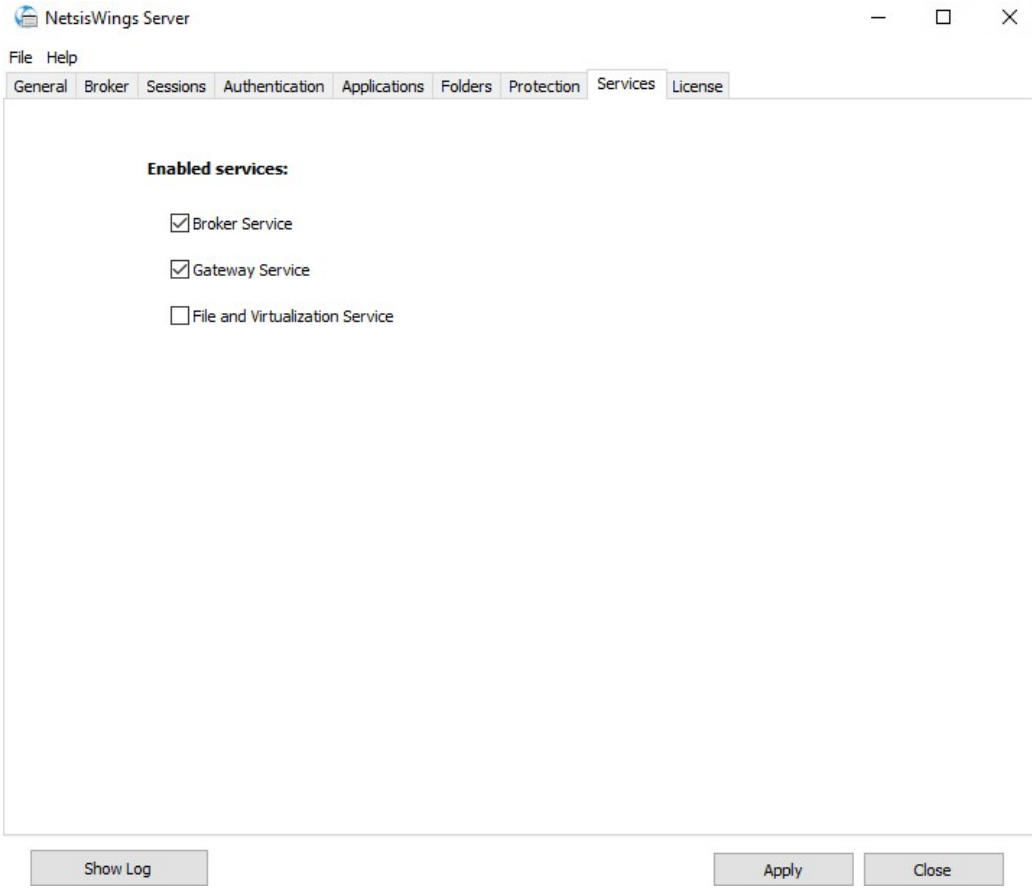 NetsisWings Server
File Help
General Broker Sessions Authentication Applications Folders Protection Services License
Enabled services:
Broker Service
Gateway Service
File and Virtualization Service
Show Log Apply Close